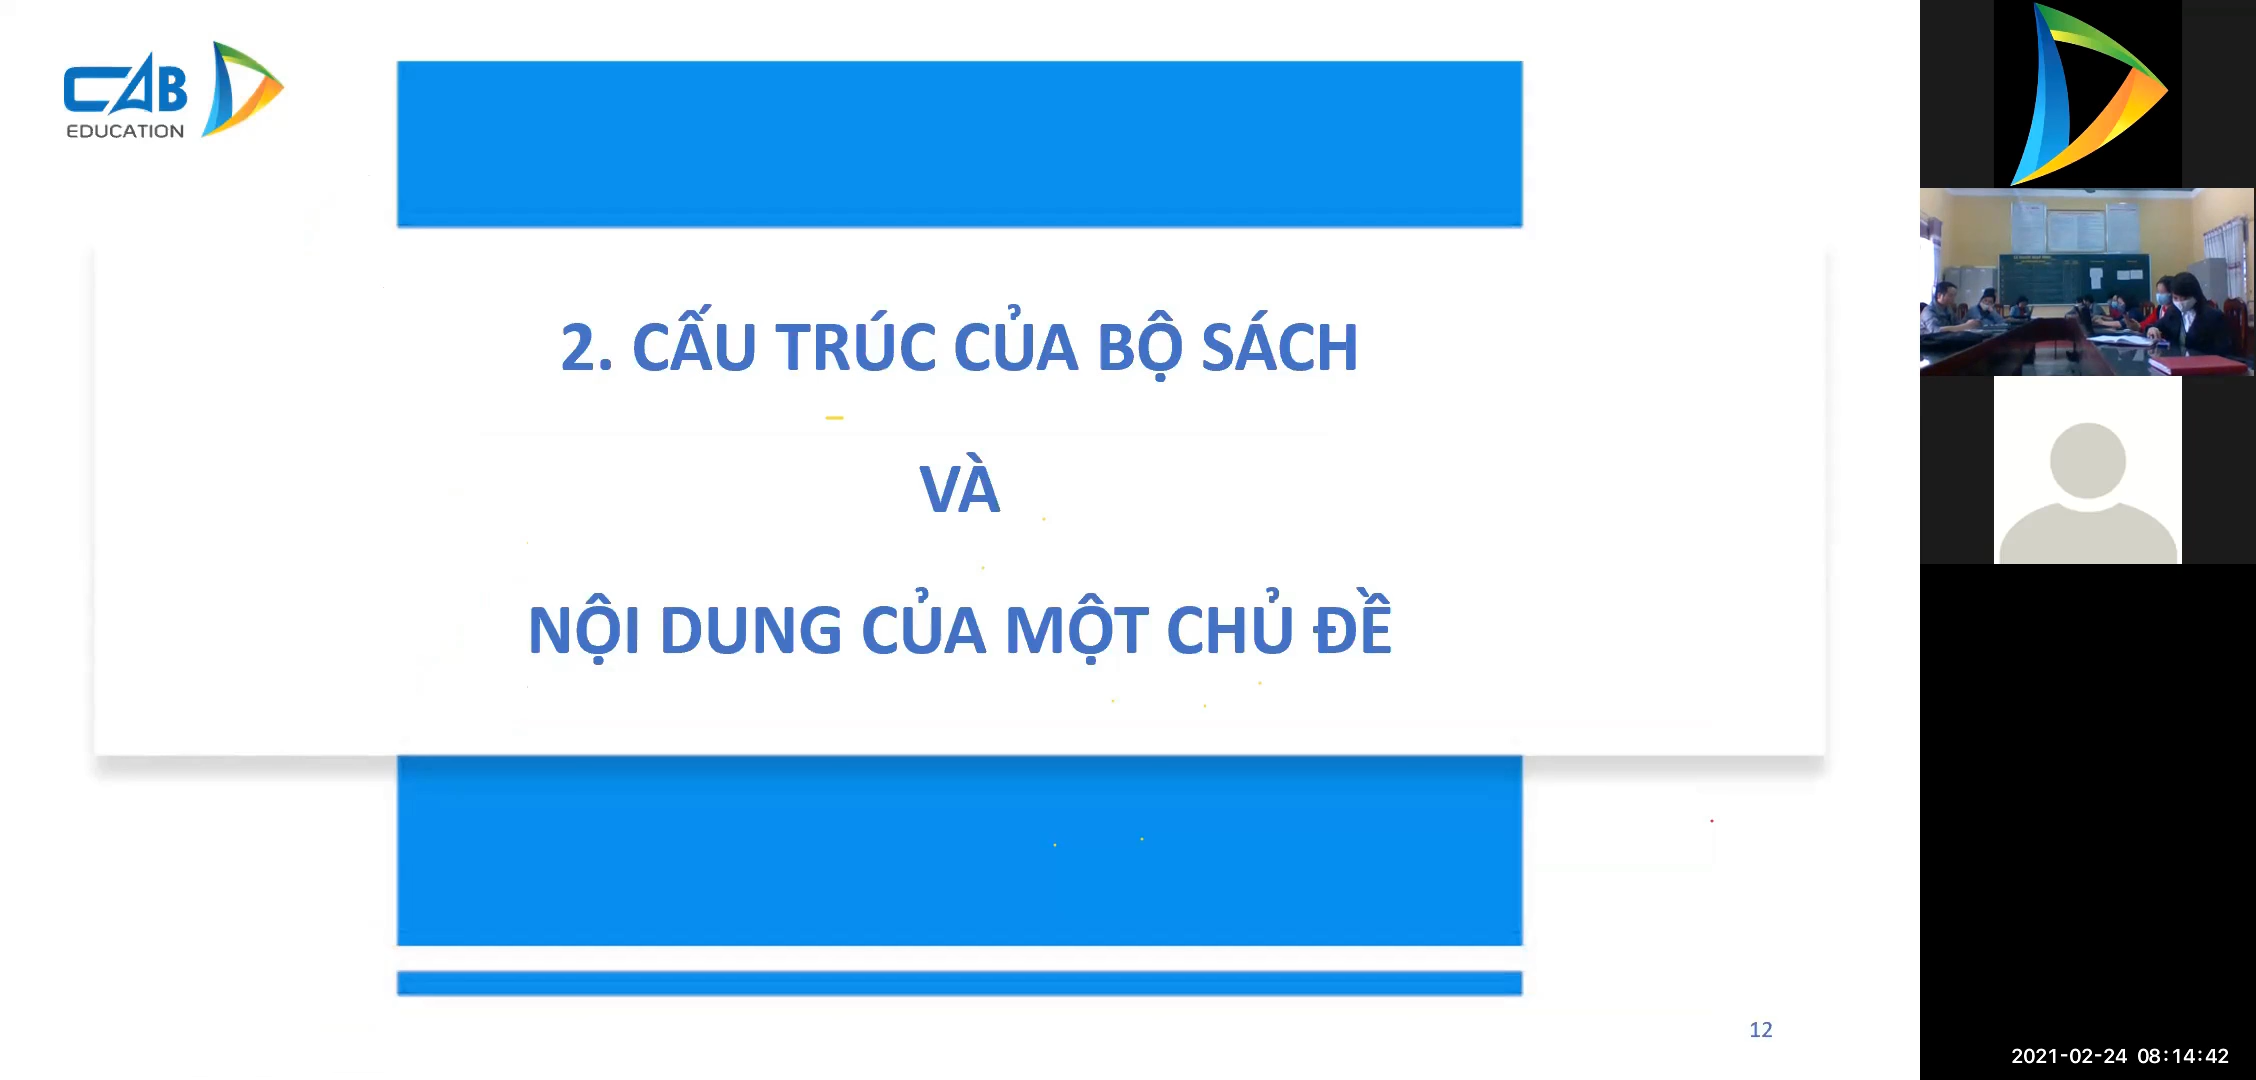 CAB
EDUCATION
2. CẤU TRÚC CỦA BỘ SÁCH
VÀ
NỘI DUNG CỦA MỘT CHỦ ĐỀ
12
2021-02-24 08:14:42